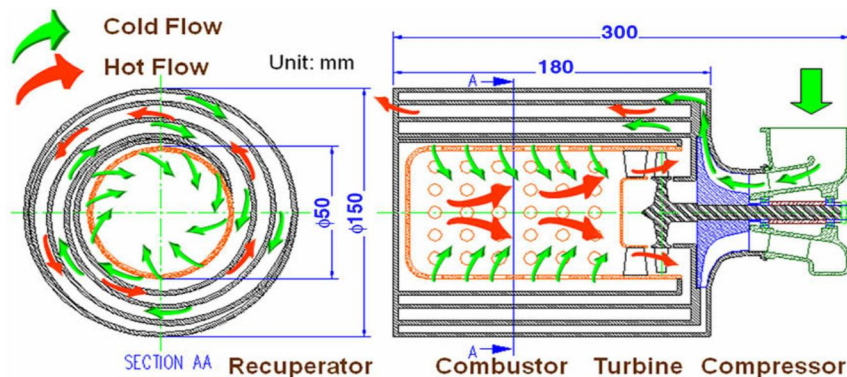 Cold Flow
Hot Flow
Unit: mm
300
180
A
ϕ50
ϕ150
A
SECTION AA
Recuperator
Combustor
Turbine
Compressor